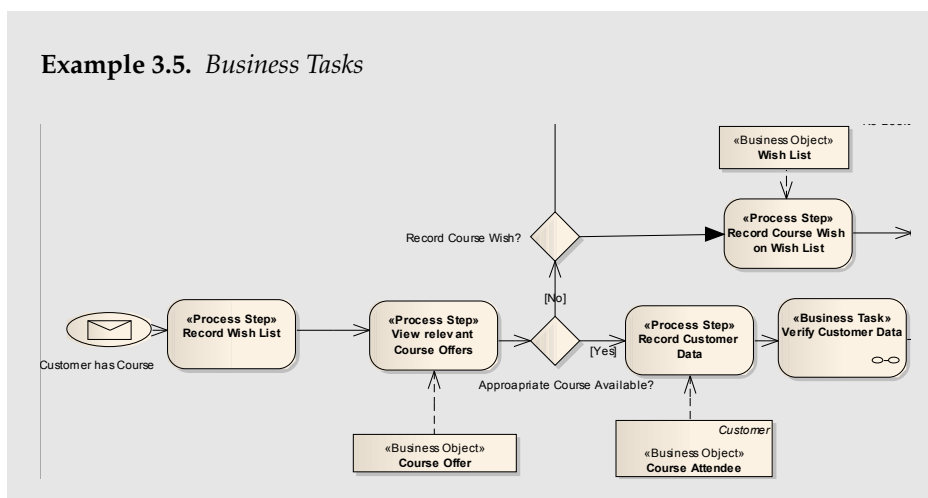 Example 3.5. Business Tasks
«Business Object»
Wish List
Record Course Wish?
«Process Step»
Record Course Wish
on Wish List
[No]
«Process Step»
Record Wish List
«Process Step»
View relevant
Course Offers
[Yes]
«Process Step»
Record Customer
Data
«Business Task»
Verify Customer Data
Customer has Course
Approapriate Course Available?
«Business Object»
Course Offer
Customer
«Business Object»
Course Attendee